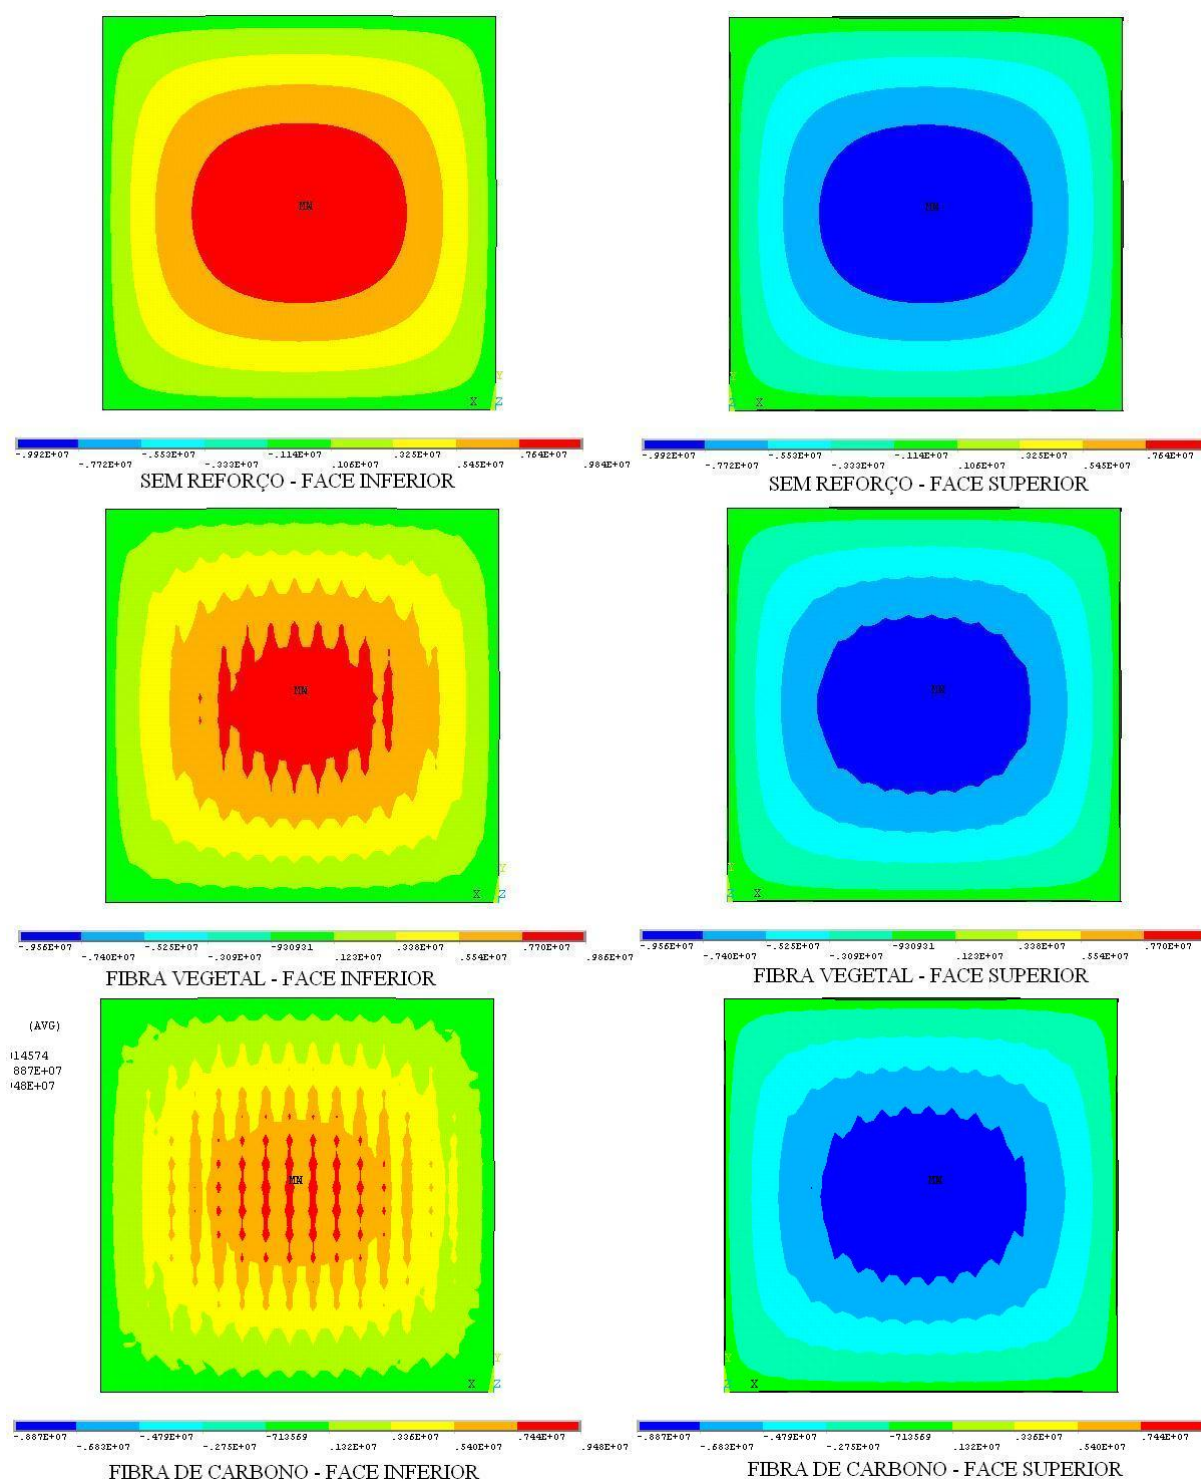 MN
MN
Y
X Z
Y
Z X
-.992E+07 -.553E+07 -.114E+07 .325E+07 .764E+07
-.772E+07 -.333E+07 .106E+07 .545E+07 .984E+07
-.992E+07 -.553E+07 -.114E+07 .325E+07 .764E+07
-.772E+07 -.333E+07 .106E+07 .545E+07
SEM REFORÇO - FACE INFERIOR
SEM REFORÇO - FACE SUPERIOR
Y
X Z
Y
Z X
-.956E+07 -.525E+07 -930931 .338E+07 .770E+07
-.740E+07 -.309E+07 .123E+07 .554E+07 .986E+07
-.956E+07 -.525E+07 -930931 .338E+07 .770E+07
-.740E+07 -.309E+07 .123E+07 .554E+07
FIBRA VEGETAL - FACE INFERIOR
FIBRA VEGETAL - FACE SUPERIOR
(AVG)
14574
887E+07
48E+07
Y
X Z
Y
Z X
-.887E+07 -.479E+07 -713569 .336E+07 .744E+07
-.683E+07 -.275E+07 .132E+07 .540E+07 .948E+07
-.887E+07 -.479E+07 -713569 .336E+07 .744E+07
-.683E+07 -.275E+07 .132E+07 .540E+07
FIBRA DE CARBONO - FACE INFERIOR
FIBRA DE CARBONO - FACE SUPERIOR